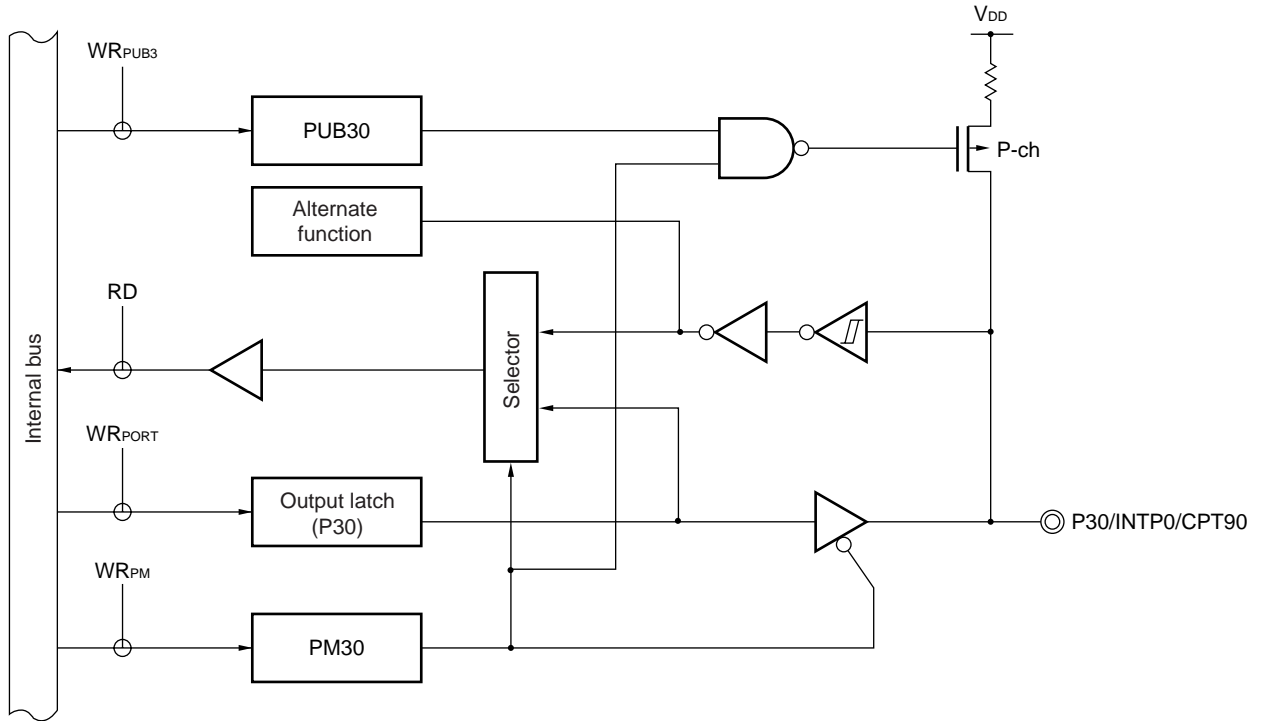 VDD
WRPUB3
PUB30
P-ch
Alternate
function
RD
Selector
Internal bus
WRPORT
Output latch
(P30)
P30/INTP0/CPT90
WRPM
PM30